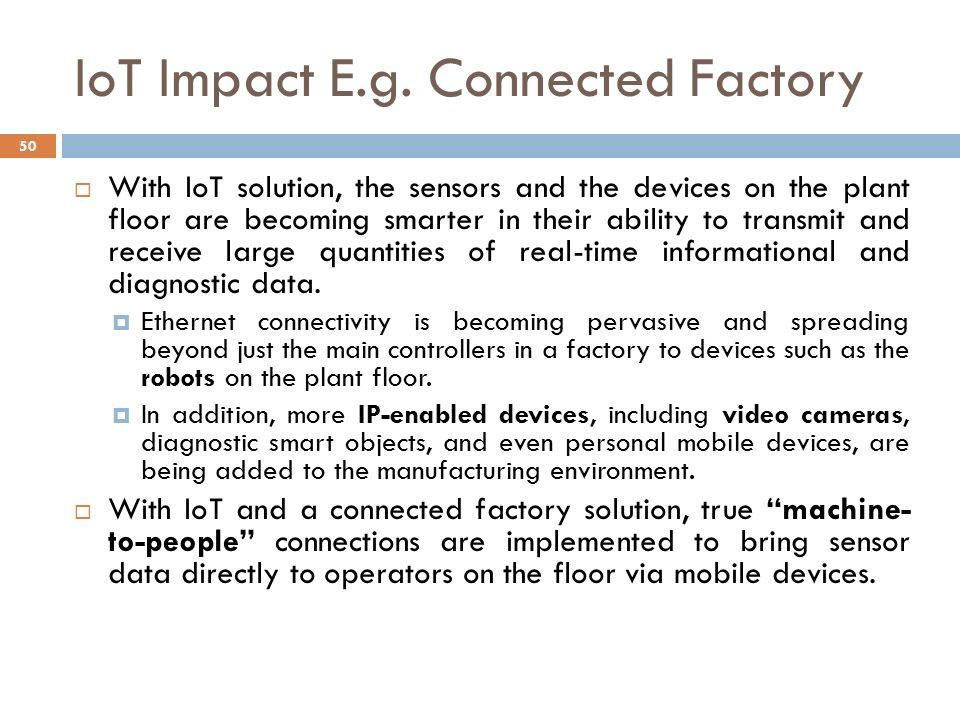 IoT Impact E.g. Connected Factory
50
With IoT solution, the sensors and the devices on the plant
floor are becoming smarter in their ability to transmit and
receive large quantities of real-time informational and
diagnostic data.
Ethernet connectivity is becoming pervasive and spreading
beyond just the main controllers in a factory to devices such as the
robots on the plant floor.
In addition, more IP-enabled devices, including video cameras,
diagnostic smart objects, and even personal mobile devices, are
being added to the manufacturing environment.
With IoT and a connected factory solution, true “machine-
to-people” connections are implemented to bring sensor
data directly to operators on the floor via mobile devices.